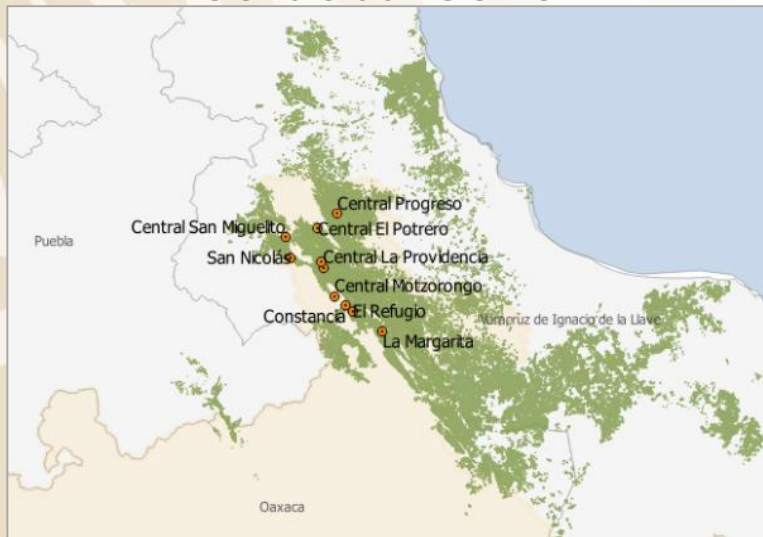 Central Progreso
Central San Miguelito
Central El Potrero
Puebla
San Nicolás
Central La Providencia
Central Motzorongo
Constancia
El Refugio
de Ignacio de la Llave
La Margarita
Oaxaca